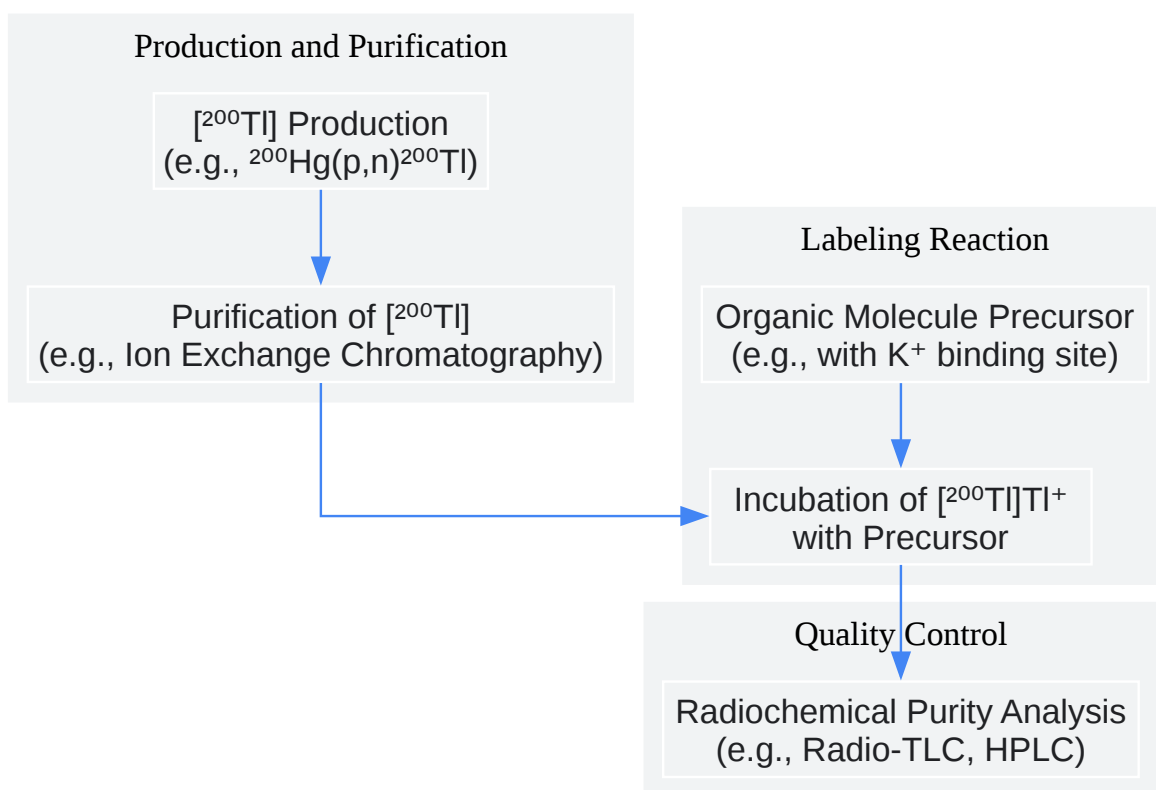 Production and Purification
[²⁰⁰Tl] Production
(e.g., ²⁰⁰Hg(p,n)²⁰⁰Tl)
Purification of [²⁰⁰Tl]
(e.g., Ion Exchange Chromatography)
Labeling Reaction
Organic Molecule Precursor
(e.g., with K⁺ binding site)
Incubation of [²⁰⁰Tl]Tl⁺
with Precursor
Quality Control
Radiochemical Purity Analysis
(e.g., Radio-TLC, HPLC)